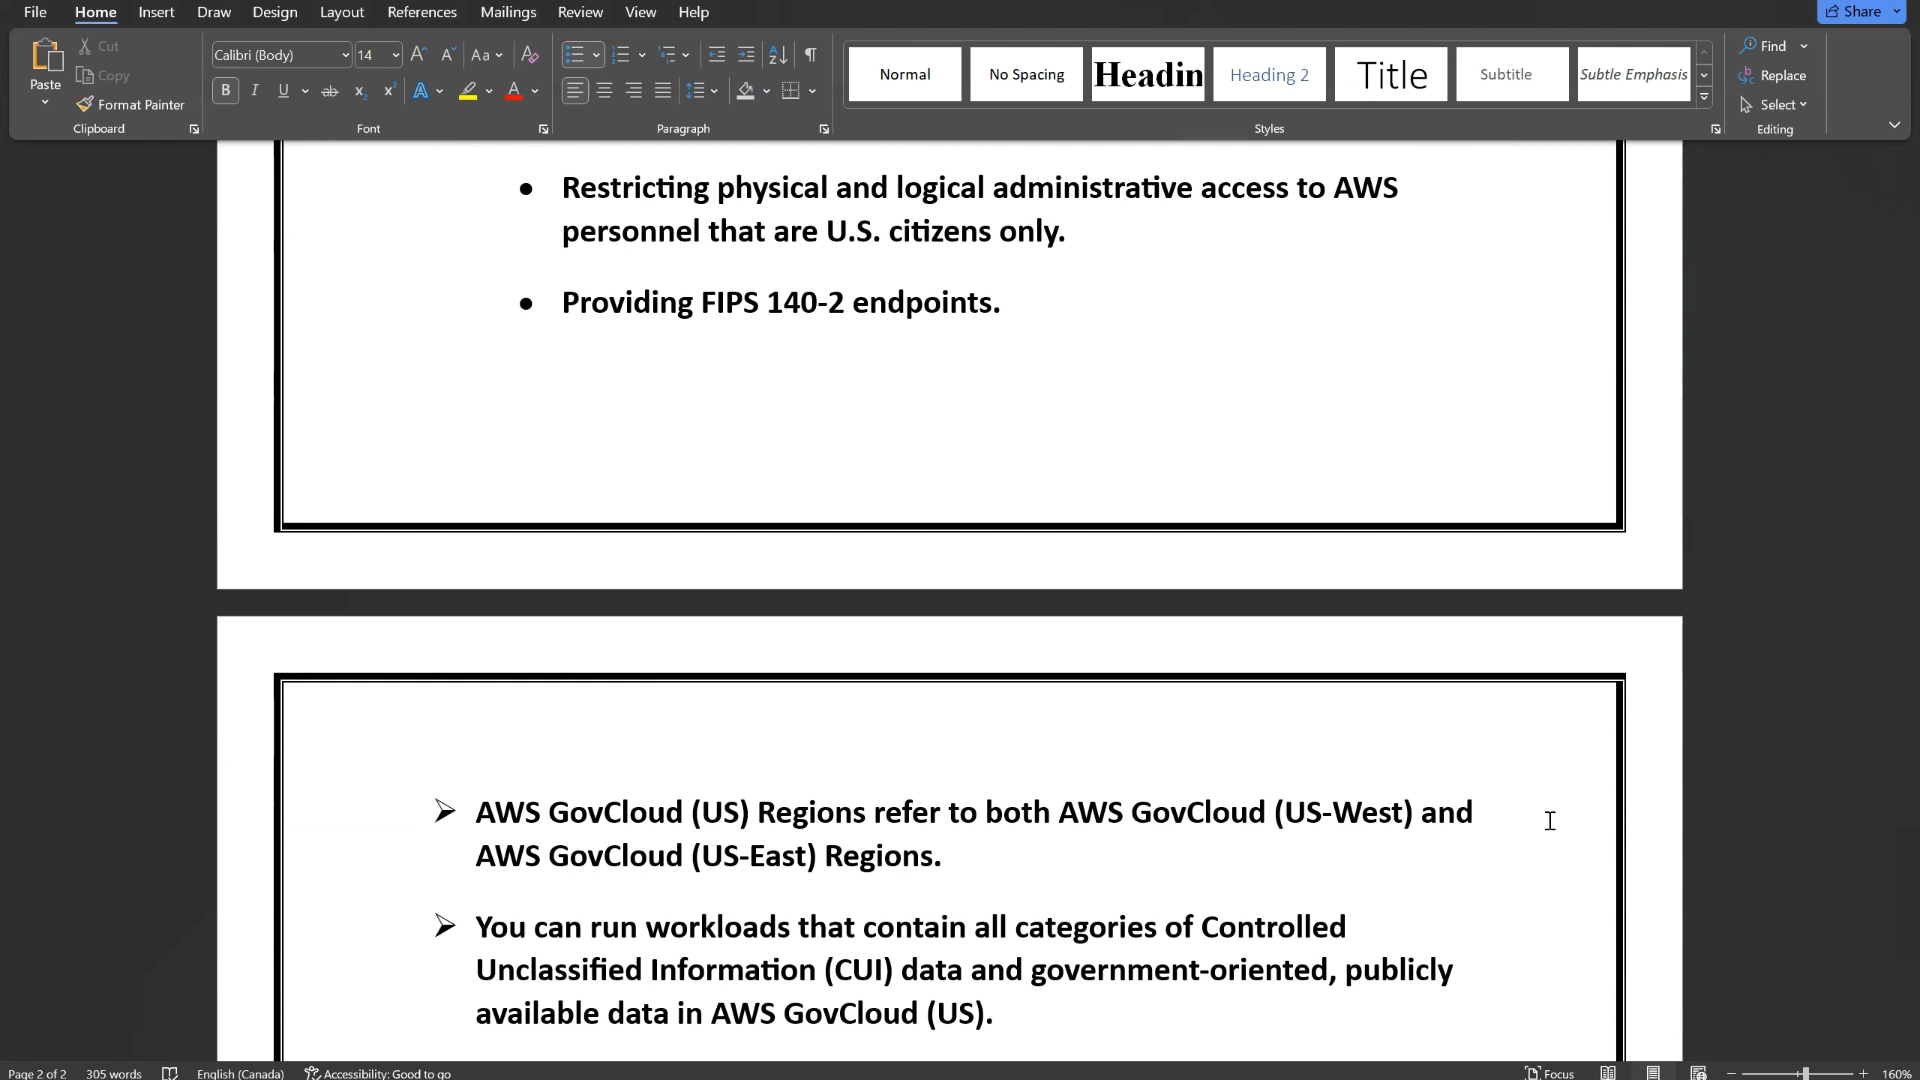 File Home Insert Draw Design Layout References Mailings Review View Help Share
Paste
Cut
Copy
Format Painter
Clipboard
Calibri (Body) 14
Font
Paragraph
Normal No Spacing Headin Heading 2 Title Subtitle Subtle Emphasis
Styles
Find
Replace
Select
Editing
• Restricting physical and logical administrative access to AWS
personnel that are U.S. citizens only.
• Providing FIPS 140-2 endpoints.
➢ AWS GovCloud (US) Regions refer to both AWS GovCloud (US-West) and
AWS GovCloud (US-East) Regions.
➢ You can run workloads that contain all categories of Controlled
Unclassified Information (CUI) data and government-oriented, publicly
available data in AWS GovCloud (US).
Page 2 of 2 305 words English (Canada) Accessibility: Good to go Focus 160%